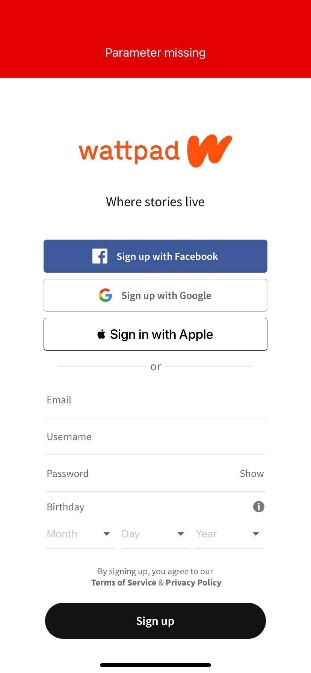 Parameter missing
wattpad
Where stories live
Sign up with Facebook
Sign up with Google
Sign in with Apple
or
Email
Username
Password Show
Birthday
Month Day Year
By signing up, you agree to our
Terms of Service & Privacy Policy
Sign up